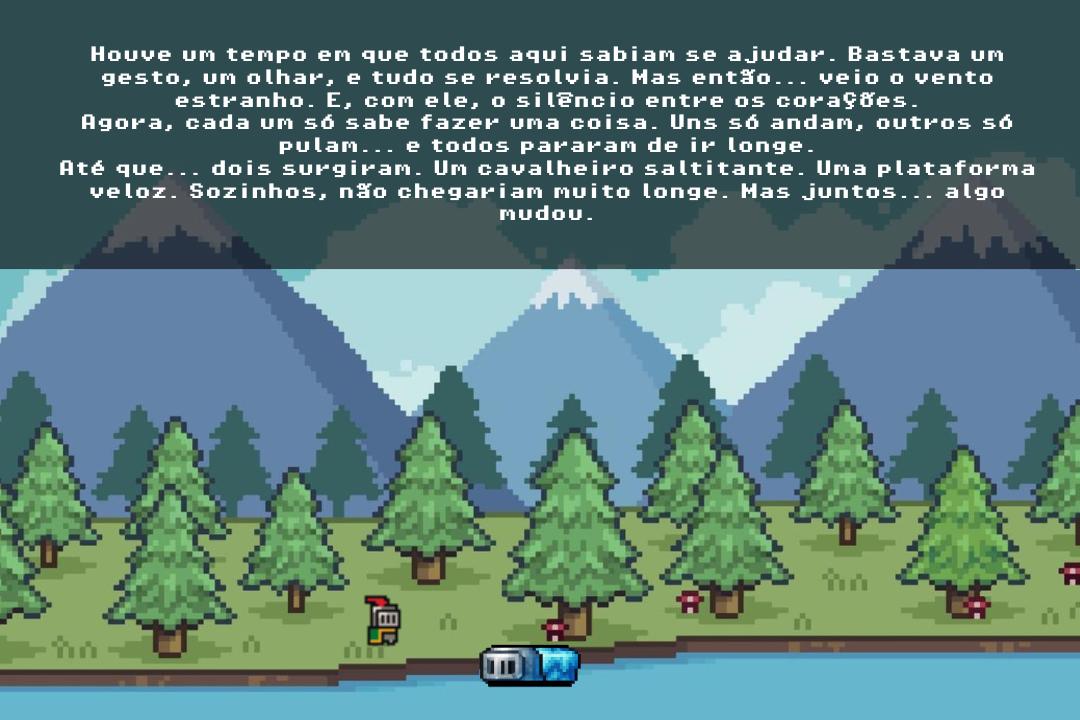 Houve um tempo em que todos aqui sabiam se ajudar. Bastava um
gesto, um olhar, e tudo se resolvia. Mas então... veio o vento
estranho. E, com ele, o silêncio entre os corações.
Agora, cada um só sabe fazer uma coisa. Uns só andam, outros só
pulam... e todos pararam de ir longe.
Até que... dois surgiram. Um cavalheiro saltitante. Uma plataforma
veloz. Sozinhos, não chegariam muito longe. Mas juntos... algo
mudou.